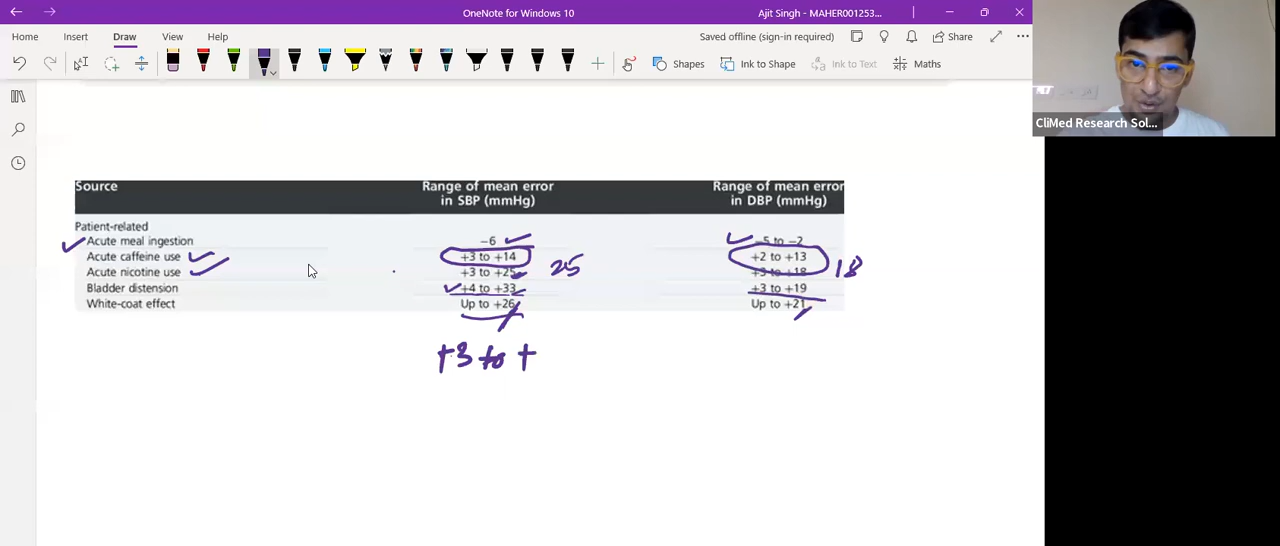 OneNote for Windows 10
Ajit Singh - MAHER001253...
Home Insert Draw View Help
Saved offline (sign-in required)
Share
Shapes
Ink to Shape
Ink to Text
Maths
CliMed Research Sol...
Source Range of mean error in SBP (mmHg) Range of mean error in DBP (mmHg)
Patient-related
Acute meal ingestion −6 −5 to −2
Acute caffeine use +3 to +14 +2 to +13
Acute nicotine use +3 to +25 25 +3 to +18 18
Bladder distension +4 to +33 +3 to +19
White-coat effect Up to +26 Up to +21
+3 to +